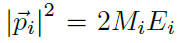 |p⃗ᵢ|² = 2MᵢEᵢ